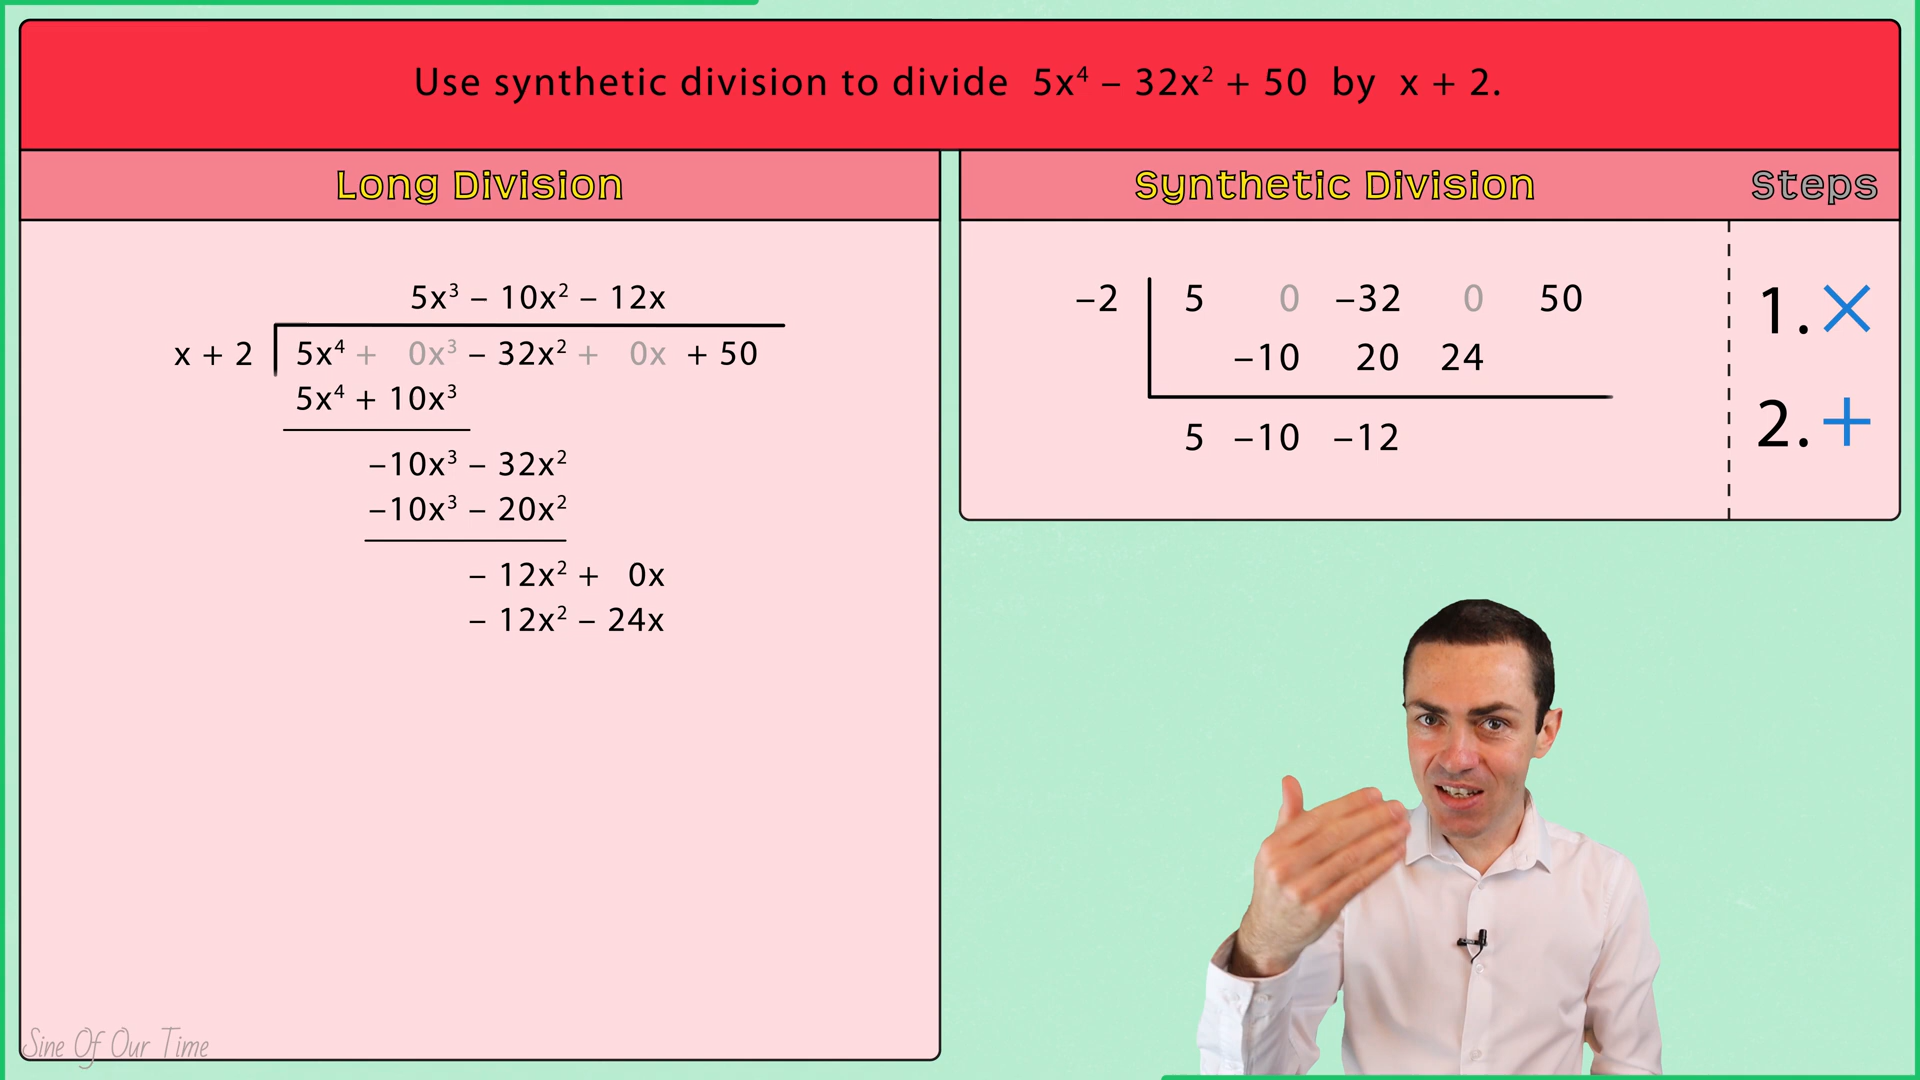 Use synthetic division to divide 5x⁴ – 32x² + 50 by x + 2.
Long Division
5x³ – 10x² – 12x
x + 2 5x⁴ + 0x³ – 32x² + 0x + 50
5x⁴ + 10x³
–10x³ – 32x²
–10x³ – 20x²
– 12x² + 0x
– 12x² – 24x
Sine Of Our Time
Synthetic Division
Steps
–2 5 0 –32 0 50
–10 20 24
5 –10 –12
1. ×
2. +